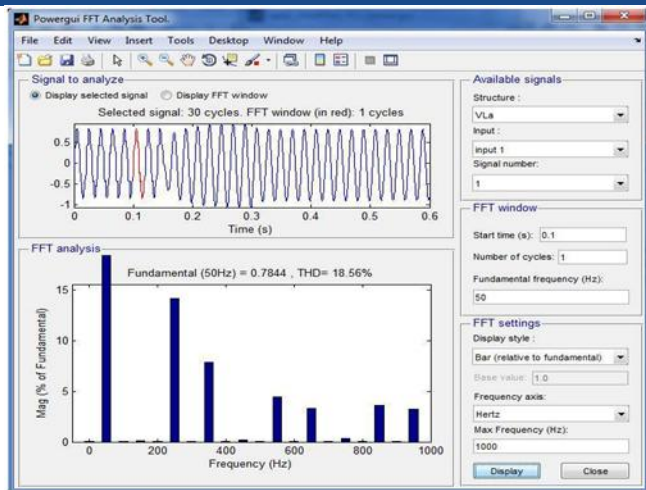 Powergui FFT Analysis Tool.
File Edit View Insert Tools Desktop Window Help
Signal to analyze
Display selected signal Display FFT window
Selected signal: 30 cycles. FFT window (in red): 1 cycles
0.5
0
-0.5
-1
0 0.1 0.2 0.3 0.4 0.5 0.6
Time (s)
FFT analysis
Fundamental (50Hz) = 0.7844 , THD= 18.56%
15
10
5
0
Mag (% of Fundamental)
0 200 400 600 800 1000
Frequency (Hz)
Available signals
Structure :
VLa
Input :
input 1
Signal number:
1
FFT window
Start time (s): 0.1
Number of cycles: 1
Fundamental frequency (Hz):
50
FFT settings
Display style :
Bar (relative to fundamental)
Base value: 1.0
Frequency axis:
Hertz
Max Frequency (Hz):
1000
Display Close